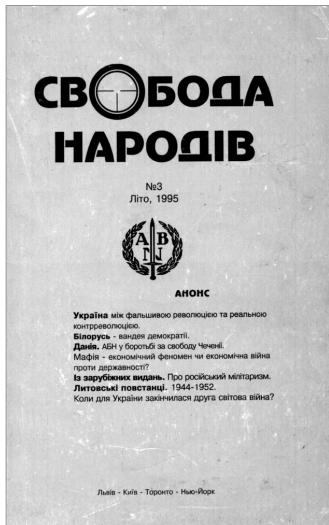 СВОБОДА
НАРОДІВ
№3
Літо, 1995
A B
N
АНОНС
Україна між фальшивою революцією та реальною
контрреволюцією.
Білорусь - вандея демократії.
Данія. АБН у боротьбі за свободу Чеченії.
Мафія - економічний феномен чи економічна війна
проти державності?
Із зарубіжних видань. Про російський мілітаризм.
Литовські повстанці. 1944-1952.
Коли для України закінчилася друга світова війна?
Львів - Київ - Торонто - Нью-Йорк